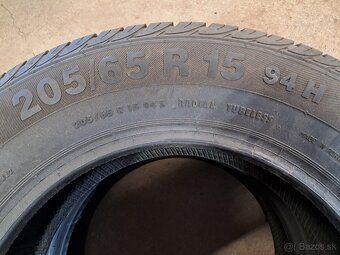 205/65 R 15 94 H
205/65 R 15 94 H RADIAL TUBELESS
Bazos.sk